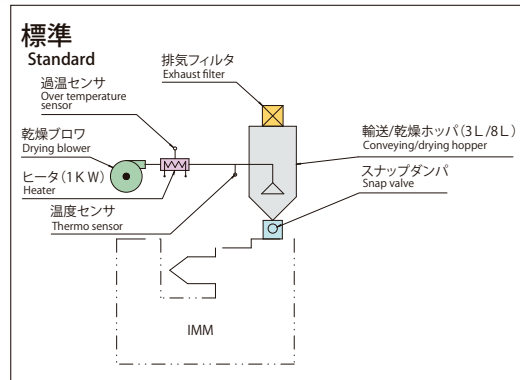 標準
Standard
過温センサ
Over temperature
sensor
排気フィルタ
Exhaust filter
乾燥ブロワ
Drying blower
輸送/乾燥ホッパ(3L/8L)
Conveying/drying hopper
ヒータ(1KW)
Heater
スナップダンパ
Snap valve
温度センサ
Thermo sensor
IMM